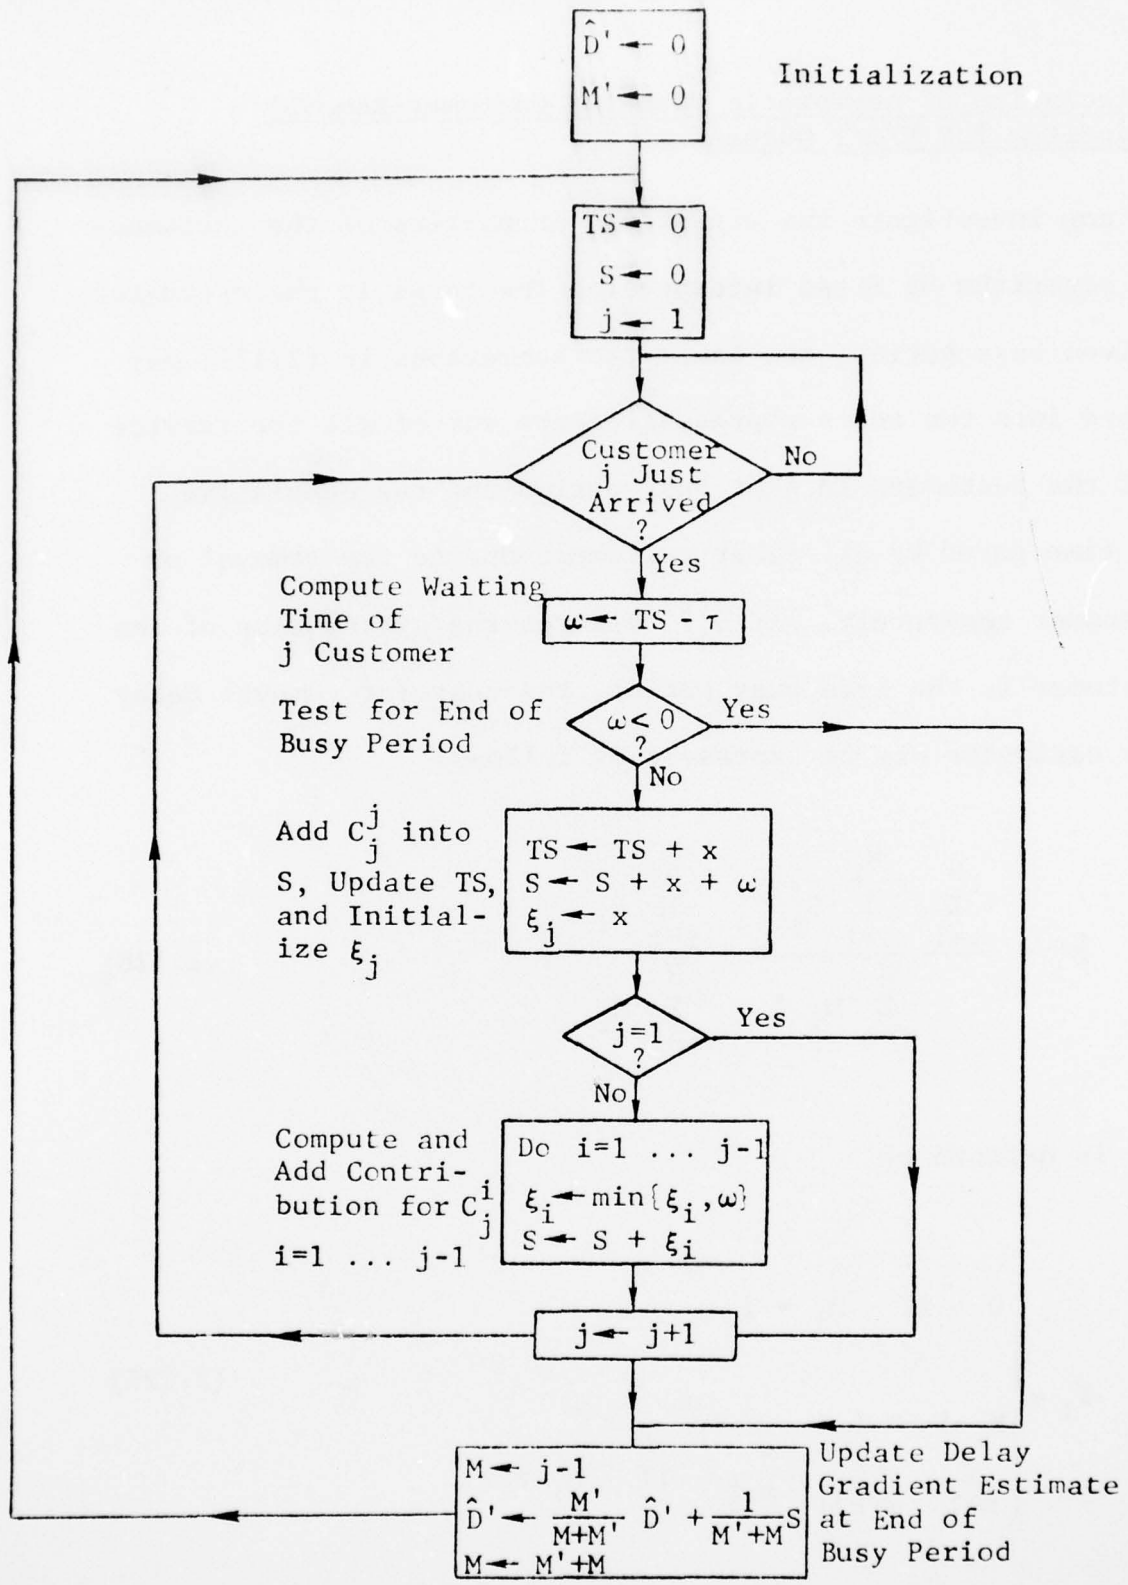 D̂' ← 0
M' ← 0
Initialization
TS ← 0
S ← 0
j ← 1
Customer
j Just
Arrived
?
No
Yes
Compute Waiting
Time of
j Customer
ω ← TS - τ
Test for End of
Busy Period
ω < 0
?
Yes
No
Add C_j^j into
S, Update TS,
and Initial-
ize ξ_j
TS ← TS + x
S ← S + x + ω
ξ_j ← x
j=1
?
Yes
No
Compute and
Add Contri-
bution for C_j^i
i=1 ... j-1
Do i=1 ... j-1
ξ_i ← min{ξ_i,ω}
S ← S + ξ_i
j ← j+1
M ← j-1
D̂' ← M'/(M+M') D̂' + 1/(M'+M) S
M ← M'+M
Update Delay
Gradient Estimate
at End of
Busy Period